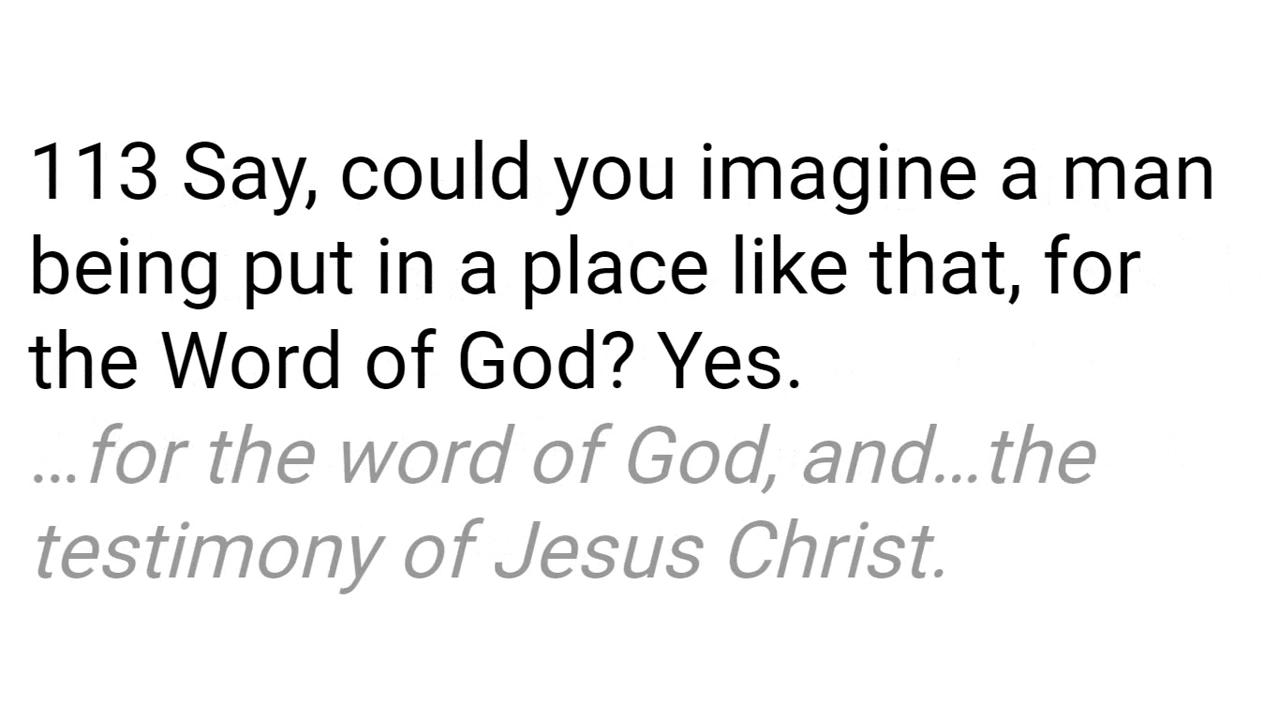 113 Say, could you imagine a man
being put in a place like that, for
the Word of God? Yes.
…for the word of God, and…the
testimony of Jesus Christ.